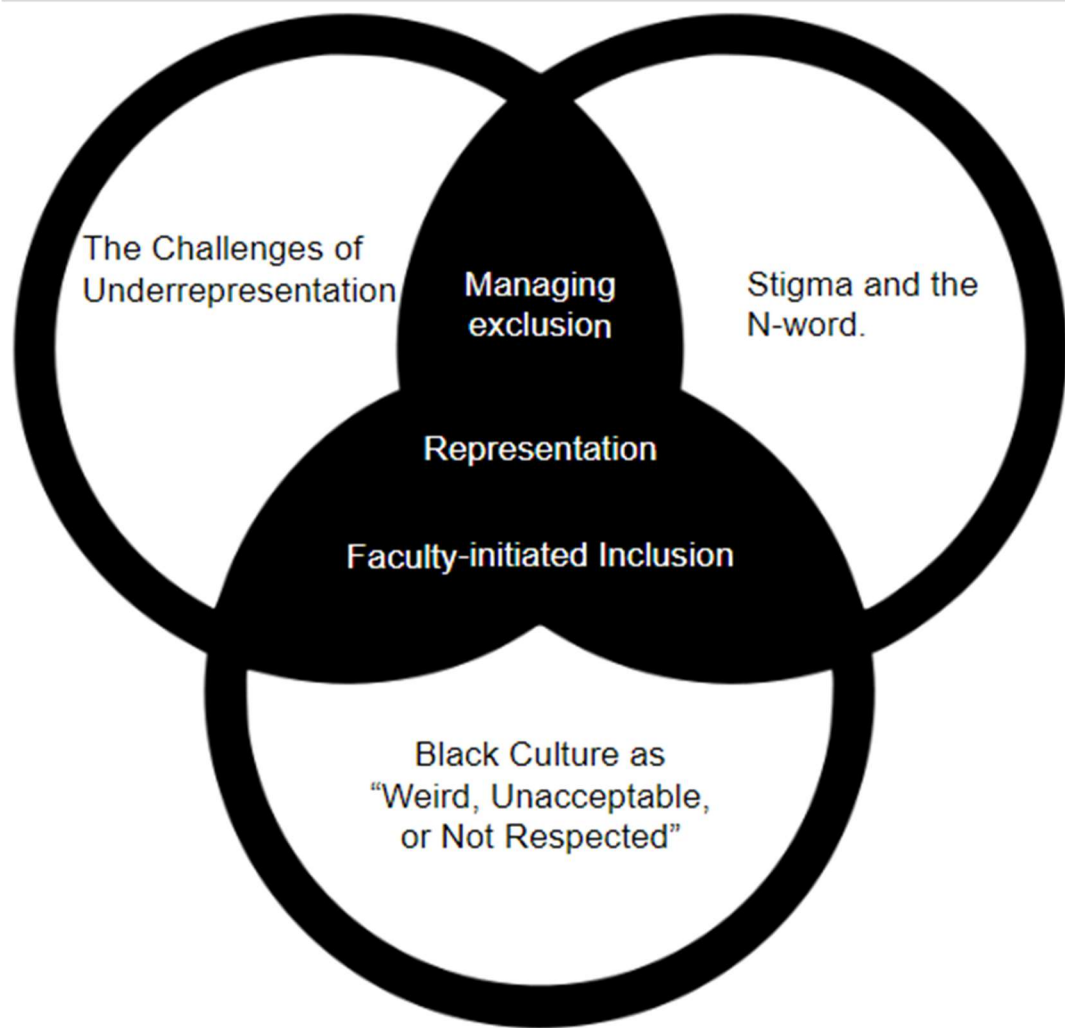 The Challenges of
Underrepresentation
Managing
exclusion
Stigma and the
N-word.
Representation
Faculty-initiated Inclusion
Black Culture as
“Weird, Unacceptable,
or Not Respected”